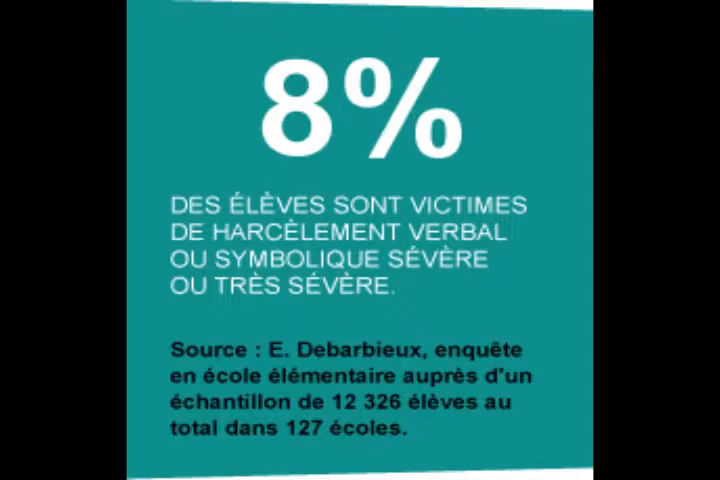 8%
DES ÉLÈVES SONT VICTIMES
DE HARCÈLEMENT VERBAL
OU SYMBOLIQUE SÉVÈRE
OU TRÈS SÉVÈRE.
Source : E. Debarbieux, enquête
en école élémentaire auprès d'un
échantillon de 12 326 élèves au
total dans 127 écoles.